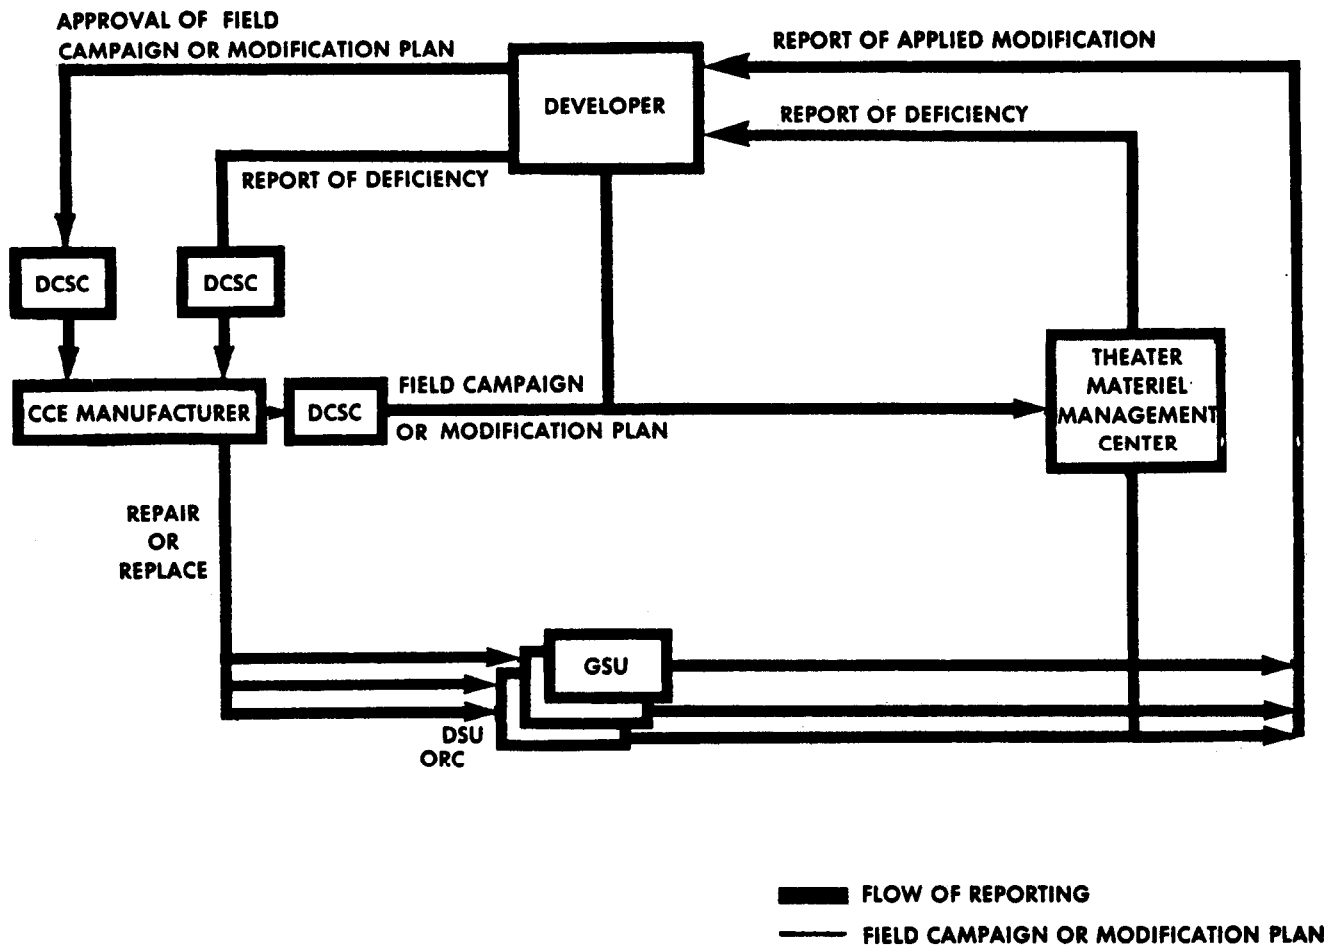 APPROVAL OF FIELD
CAMPAIGN OR MODIFICATION PLAN
REPORT OF APPLIED MODIFICATION
DEVELOPER
REPORT OF DEFICIENCY
REPORT OF DEFICIENCY
DCSC
DCSC
THEATER
MATERIEL
MANAGEMENT
CENTER
CCE MANUFACTURER
DCSC
FIELD CAMPAIGN
OR MODIFICATION PLAN
REPAIR
OR
REPLACE
GSU
DSU
ORC
FLOW OF REPORTING
FIELD CAMPAIGN OR MODIFICATION PLAN